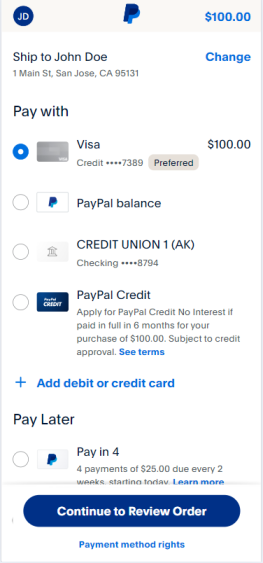 JD
$100.00
Ship to John Doe
Change
1 Main St, San Jose, CA 95131
Pay with
Visa
$100.00
VISA
Credit ••••7389 Preferred
PayPal balance
CREDIT UNION 1 (AK)
Checking ••••8794
PayPal Credit
PayPal
CREDIT
Apply for PayPal Credit No Interest if
paid in full in 6 months for your
purchase of $100.00. Subject to credit
approval. See terms
+ Add debit or credit card
Pay Later
Pay in 4
4 payments of $25.00 due every 2
weeks, starting today. Learn more
Continue to Review Order
Payment method rights